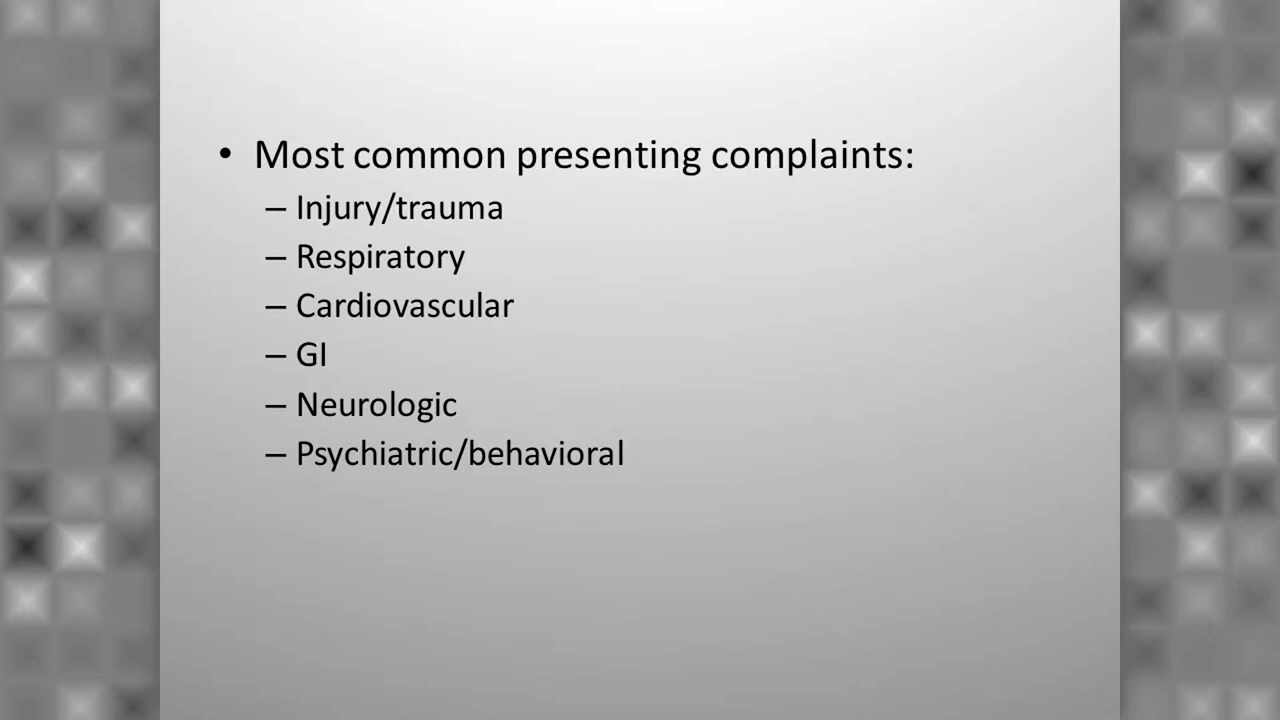 • Most common presenting complaints:
– Injury/trauma
– Respiratory
– Cardiovascular
– GI
– Neurologic
– Psychiatric/behavioral